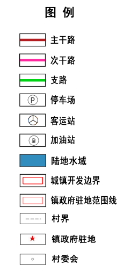 图 例
主干路
次干路
支路
P 停车场
客运站
加油站
陆地水域
城镇开发边界
镇政府驻地范围线
村界
镇政府驻地
村委会